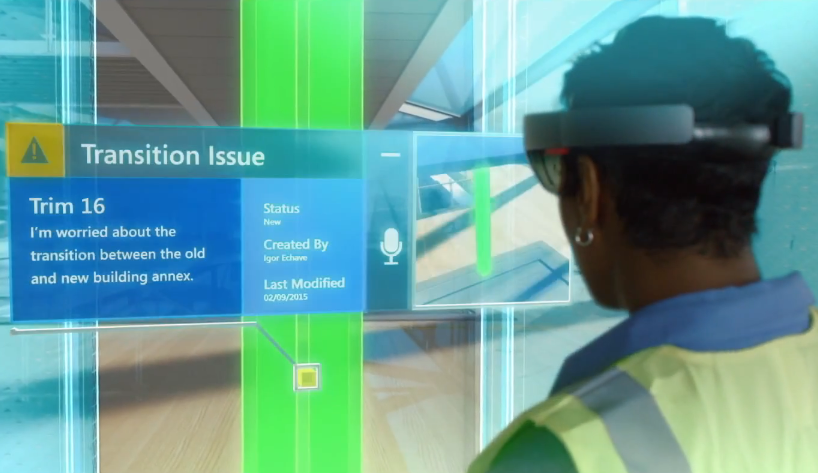 Transition Issue
Trim 16
I'm worried about the
transition between the old
and new building annex.
Status
New
Created By
Igor Echave
Last Modified
02/09/2015